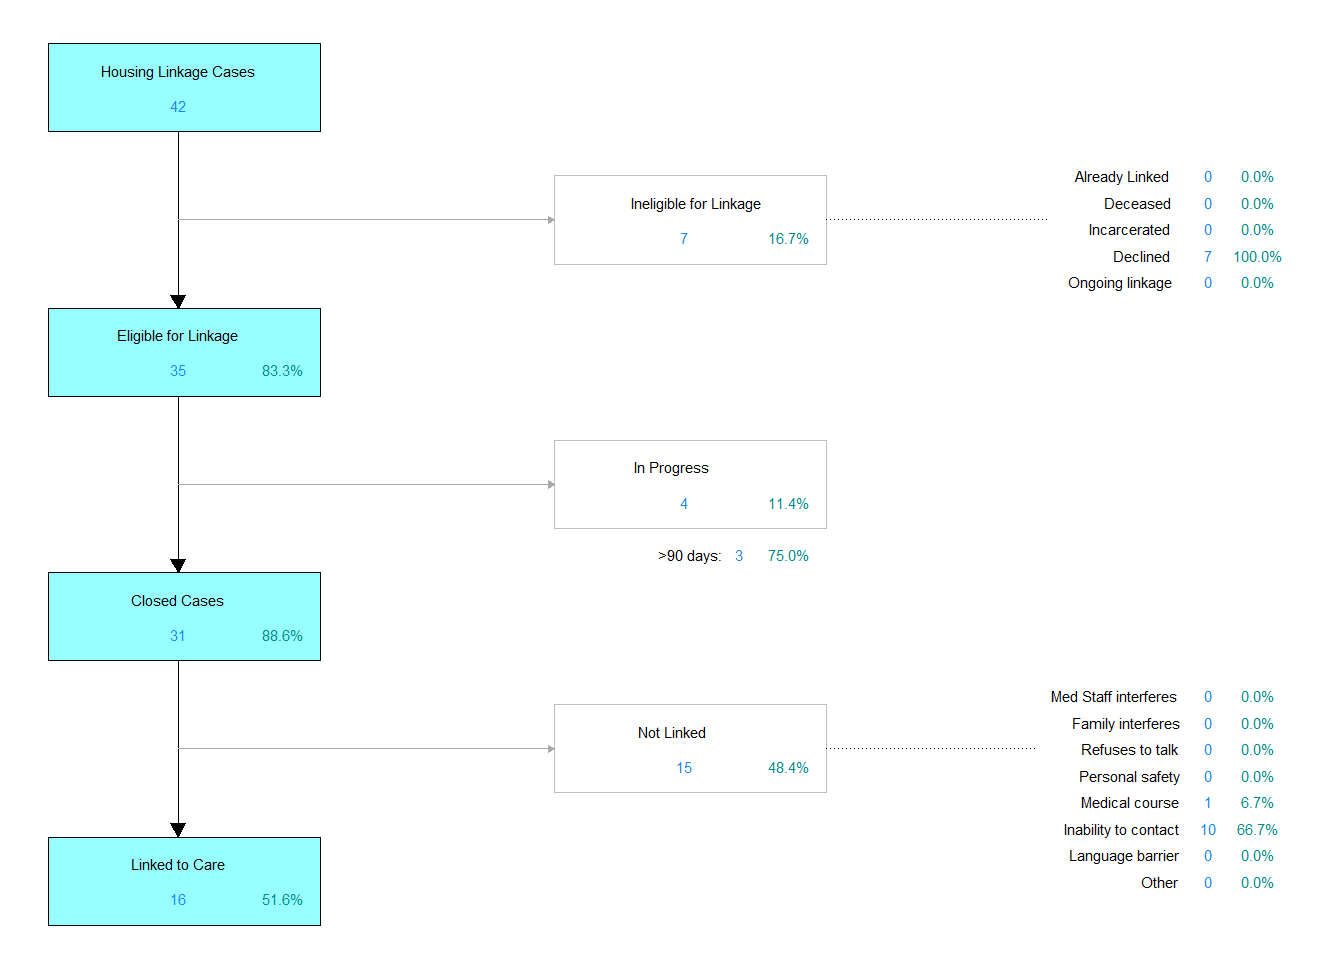 Housing Linkage Cases
42
Ineligible for Linkage
7 16.7%
Already Linked 0 0.0%
Deceased 0 0.0%
Incarcerated 0 0.0%
Declined 7 100.0%
Ongoing linkage 0 0.0%
Eligible for Linkage
35 83.3%
In Progress
4 11.4%
>90 days: 3 75.0%
Closed Cases
31 88.6%
Not Linked
15 48.4%
Med Staff interferes 0 0.0%
Family interferes 0 0.0%
Refuses to talk 0 0.0%
Personal safety 0 0.0%
Medical course 1 6.7%
Inability to contact 10 66.7%
Language barrier 0 0.0%
Other 0 0.0%
Linked to Care
16 51.6%